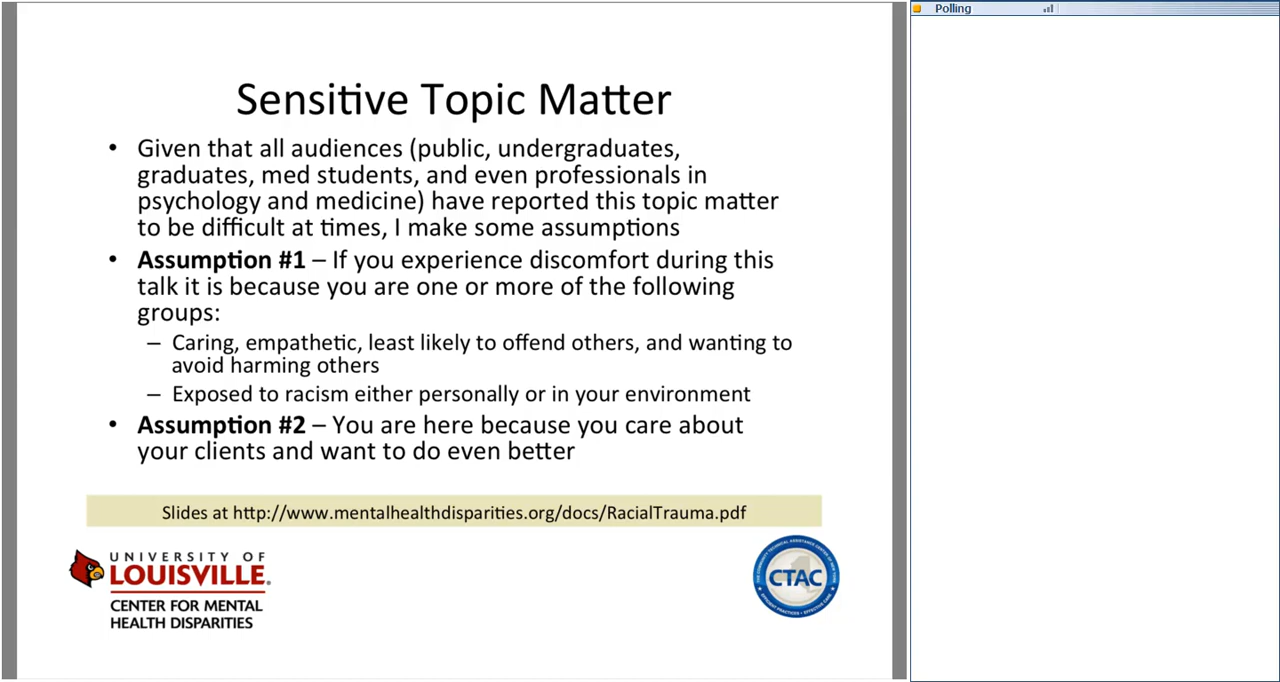 Polling
Sensitive Topic Matter
• Given that all audiences (public, undergraduates,
graduates, med students, and even professionals in
psychology and medicine) have reported this topic matter
to be difficult at times, I make some assumptions
• Assumption #1 – If you experience discomfort during this
talk it is because you are one or more of the following
groups:
– Caring, empathetic, least likely to offend others, and wanting to
avoid harming others
– Exposed to racism either personally or in your environment
• Assumption #2 – You are here because you care about
your clients and want to do even better
Slides at http://www.mentalhealthdisparities.org/docs/RacialTrauma.pdf
UNIVERSITY OF
LOUISVILLE.
CENTER FOR MENTAL
HEALTH DISPARITIES
CTAC